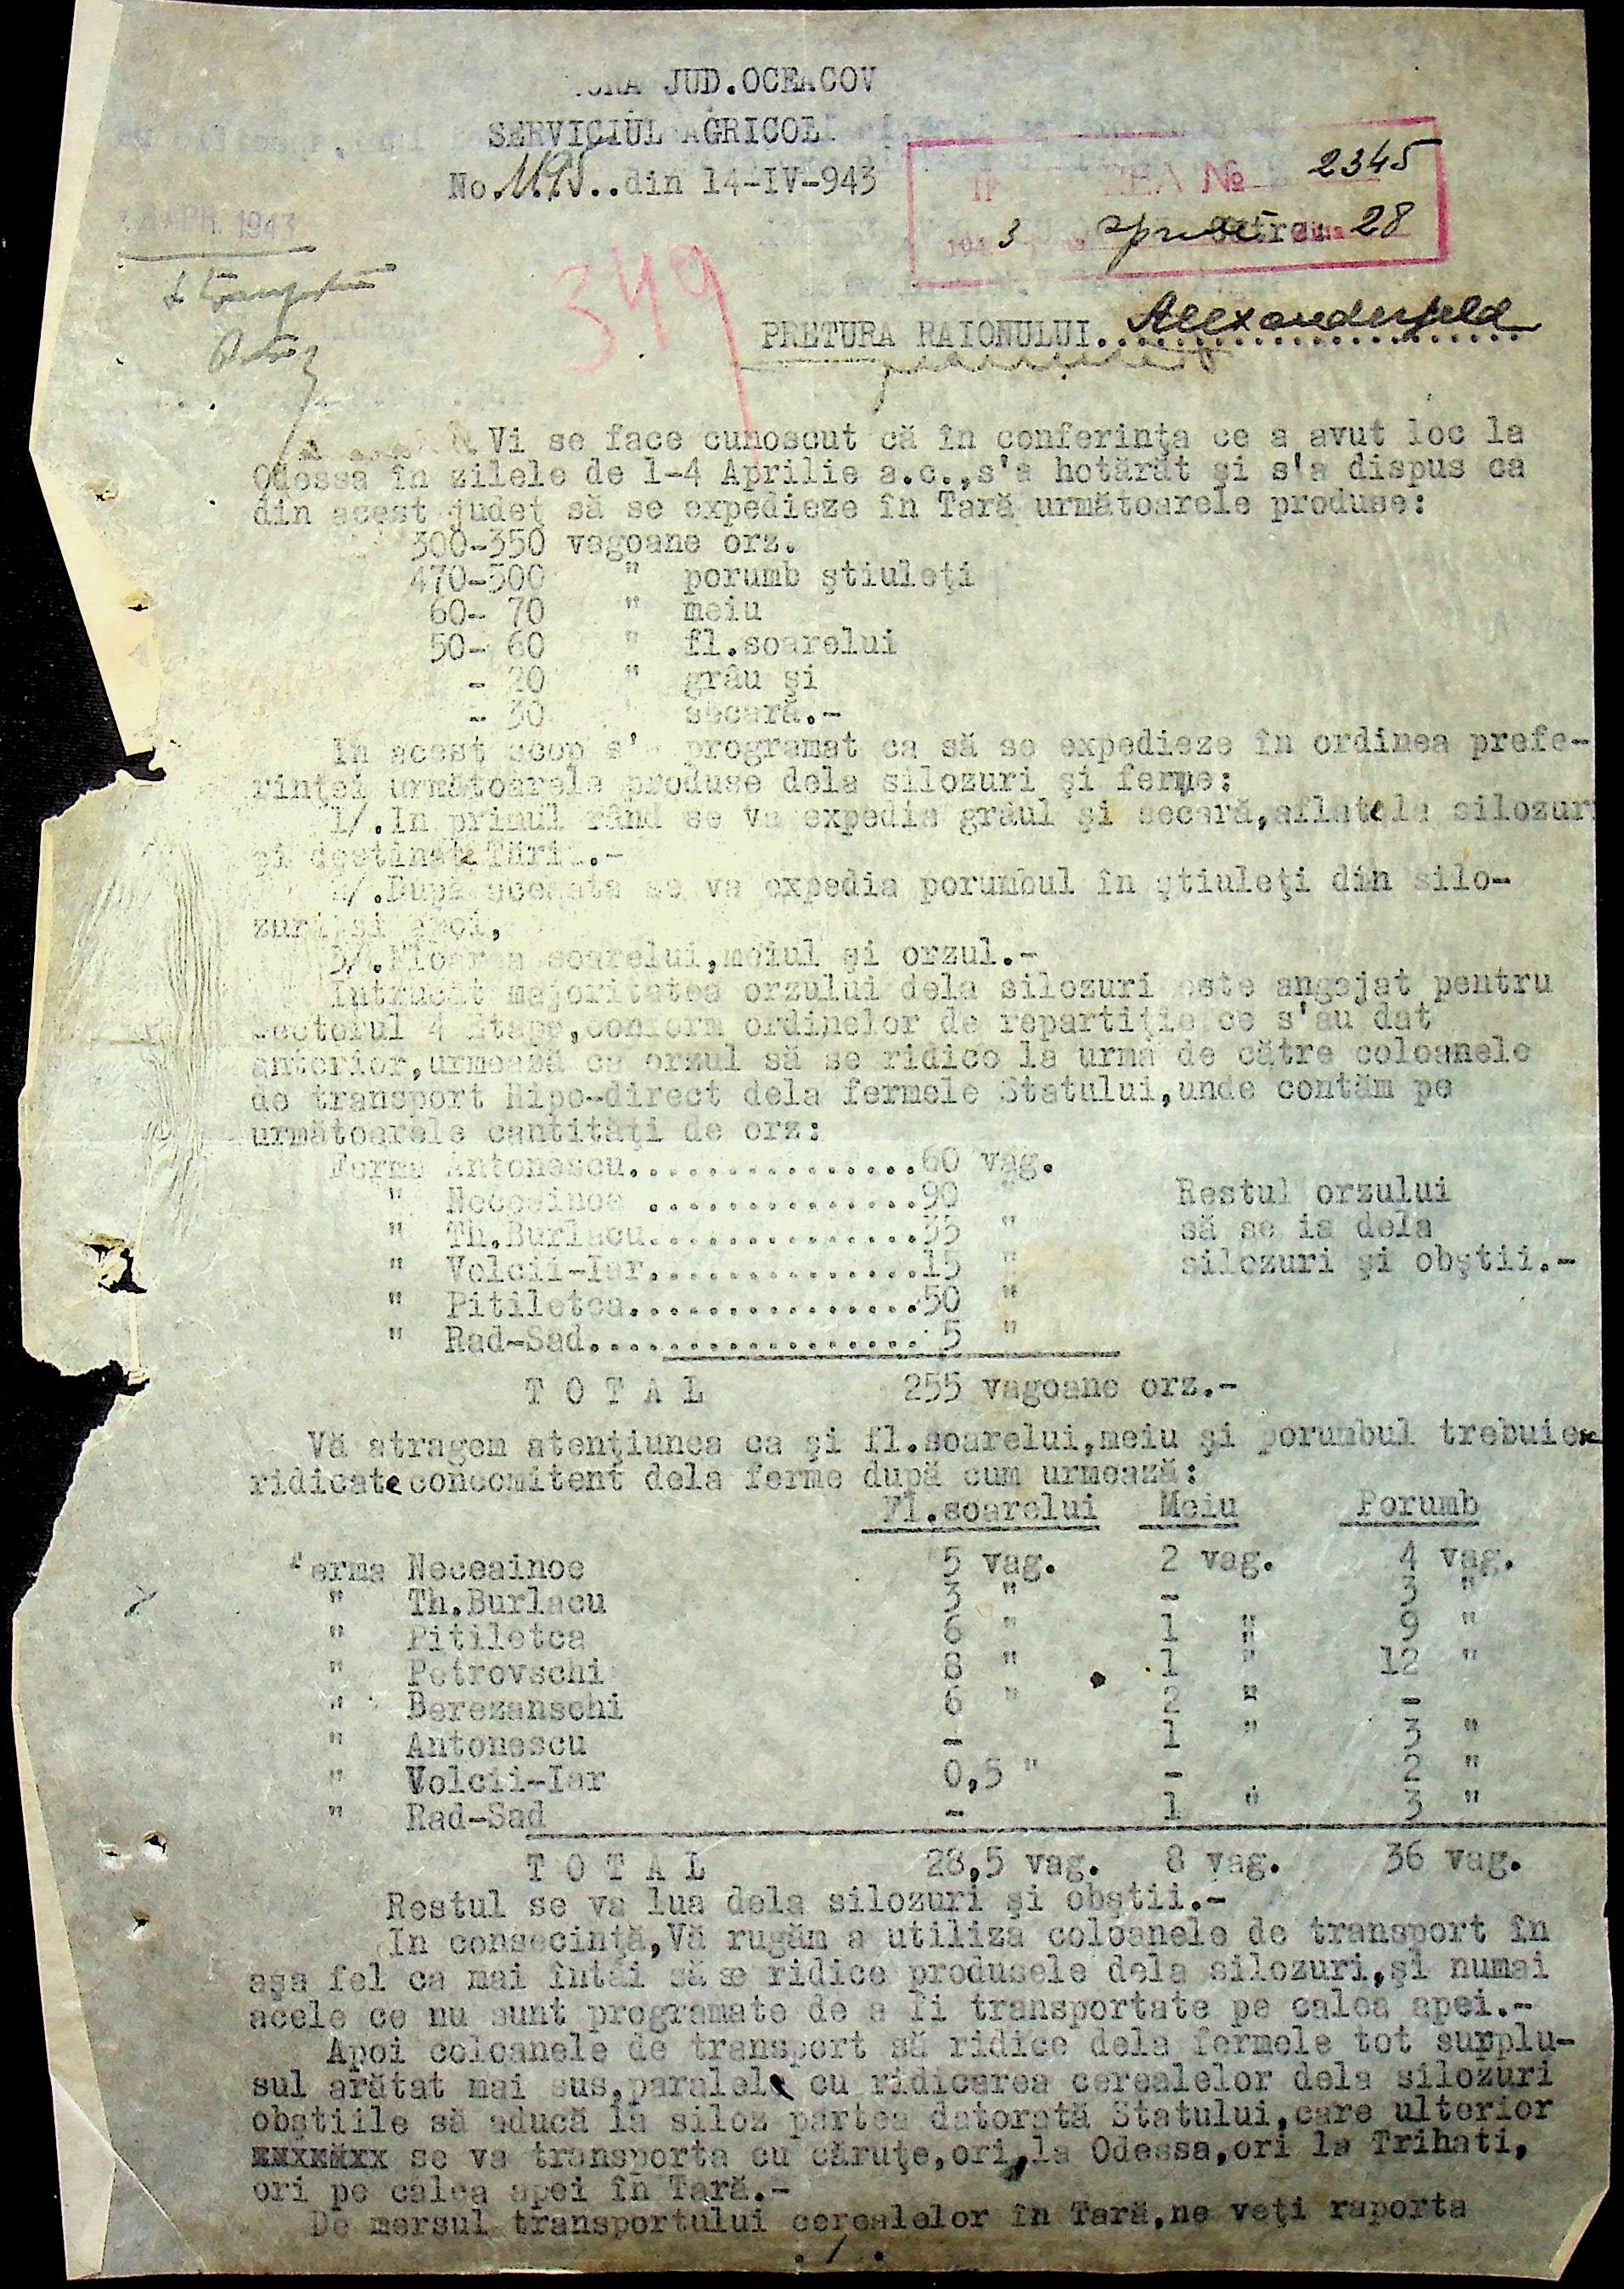 JUD.OCEACOV
SERVICIUL AGRICOL
No. 1195..din 14-IV-943
№ 2345
3 28
APR. 1943
349
PRETURA RAIONULUI. Alexanderfeld
Vi se face cunoscut că în conferinţa ce a avut loc la
Odessa în zilele de 1-4 Aprilie a.c.,s'a hotărât şi s'a dispus ca
din acest judeţ să se expedieze în Tară următoarele produse:
300-350 vagoane orz.
470-500 " porumb ştiuleţi
60- 70 " meiu
50- 60 " fl.soarelui
- 20 " grâu şi
- 30 " secară.-
In acest scop s'a programat ca să se expedieze în ordinea prefe-
rinţei următoarele produse dela silozuri şi ferme:
1/.In primul rând se va expedia grâul şi secară,aflate la silozuri
şi destinate Tării.-
2/.După aceasta se va expedia porumbul în ştiuleţi din silo-
zuri şi apoi,
3/.Floarea soarelui,meiul şi orzul.-
Intrucât majoritatea orzului dela silozuri este angajat pentru
Sectorul 4 Etape,conform ordinelor de repartiţie ce s'au dat
anterior,urmează ca orzul să se ridice la urmă de către coloanele
de transport Hipo-direct dela fermele Statului,unde contăm pe
următoarele cantităţi de orz:
Ferma Antonescu...............60 vag.
" Neceainoe ..............90 " Restul orzului
" Th.Burlacu..............35 " să se ia dela
" Volcii-Iar..............15 " silozuri şi obştii.-
" Pitiletca...............50 "
" Rad-Sad................. 5 "
T O T A L 255 vagoane orz.-
Vă atragem atenţiunea ca şi fl.soarelui,meiu şi porumbul trebuiesc
ridicate concomitent dela ferme după cum urmează:
Fl.soarelui Meiu Porumb
Ferma Neceainoe 5 vag. 2 vag. 4 vag.
" Th.Burlacu 3 " - 3 "
" Pitiletca 6 " 1 " 9 "
" Petrovschi 8 " 1 " 12 "
" Berezanschi 6 " 2 " -
" Antonescu - 1 " 3 "
" Volcii-Iar 0,5 " - 2 "
" Rad-Sad - 1 " 3 "
T O T A L 28,5 vag. 8 vag. 36 vag.
Restul se va lua dela silozuri şi obştii.-
In consecinţă,Vă rugăm a utiliza coloanele de transport în
aşa fel ca mai întâi să se ridice produsele dela silozuri,şi numai
acele ce nu sunt programate de a fi transportate pe calea apei.-
Apoi coloanele de transport să ridice dela fermele tot surplu-
sul arătat mai sus,paralele cu ridicarea cerealelor dela silozuri
obştiile să aducă la siloz partea datorată Statului,care ulterior
se va transporta cu căruţe,ori,la Odessa,ori la Trihati,
ori pe calea apei în Tară.-
De mersul transportului cerealelor în Tară,ne veţi raporta
./.